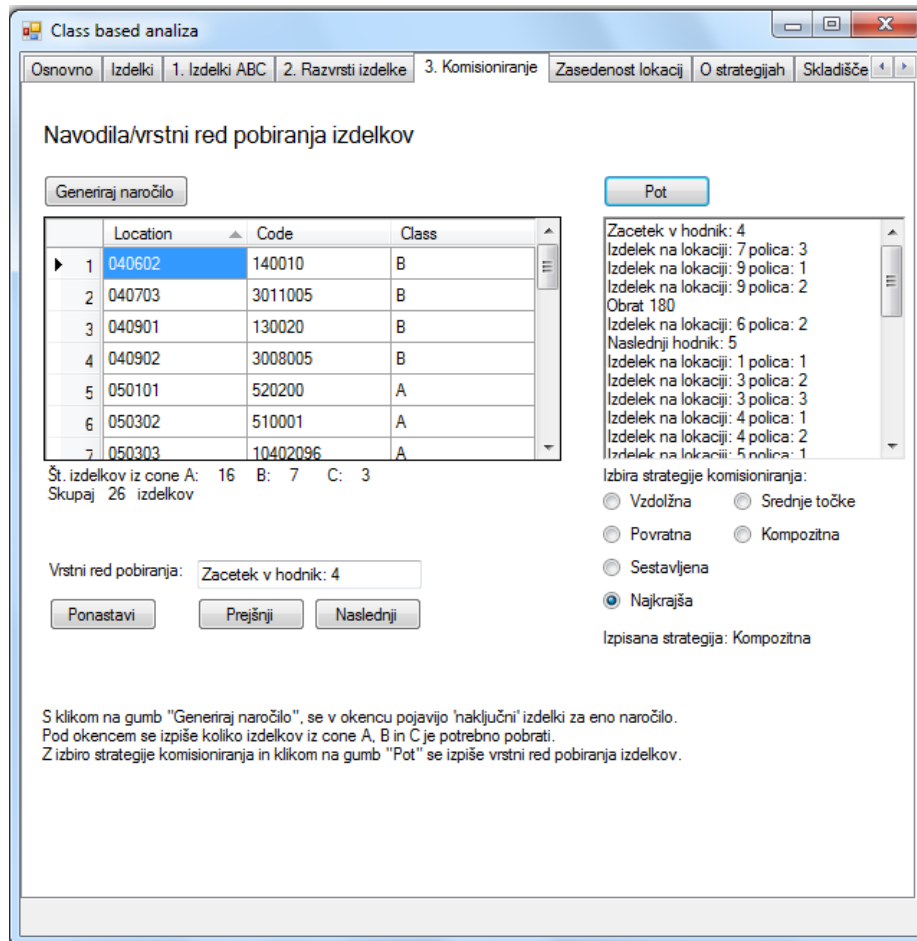 Class based analiza
Osnovno Izdelki 1. Izdelki ABC 2. Razvrsti izdelke 3. Komisioniranje Zasedenost lokacij O strategijah Skladišče
Navodila/vrstni red pobiranja izdelkov
Generiraj naročilo
Location Code Class
1 040602 140010 B
2 040703 3011005 B
3 040901 130020 B
4 040902 3008005 B
5 050101 520200 A
6 050302 510001 A
7 050303 10402096 A
Št. izdelkov iz cone A: 16 B: 7 C: 3
Skupaj 26 izdelkov
Vrstni red pobiranja: Zacetek v hodnik: 4
Ponastavi Prejšnji Naslednji
Pot
Zacetek v hodnik: 4
Izdelek na lokaciji: 7 polica: 3
Izdelek na lokaciji: 9 polica: 1
Izdelek na lokaciji: 9 polica: 2
Obrat 180
Izdelek na lokaciji: 6 polica: 2
Naslednji hodnik: 5
Izdelek na lokaciji: 1 polica: 1
Izdelek na lokaciji: 3 polica: 2
Izdelek na lokaciji: 3 polica: 3
Izdelek na lokaciji: 4 polica: 1
Izdelek na lokaciji: 4 polica: 2
Izdelek na lokaciji: 5 polica: 1
Izbira strategije komisioniranja:
Vzdolžna Srednje točke
Povratna Kompozitna
Sestavljena
Najkrajša
Izpisana strategija: Kompozitna
S klikom na gumb "Generiraj naročilo", se v okencu pojavijo 'naključni' izdelki za eno naročilo.
Pod okencem se izpiše koliko izdelkov iz cone A, B in C je potrebno pobrati.
Z izbiro strategije komisioniranja in klikom na gumb "Pot" se izpiše vrstni red pobiranja izdelkov.